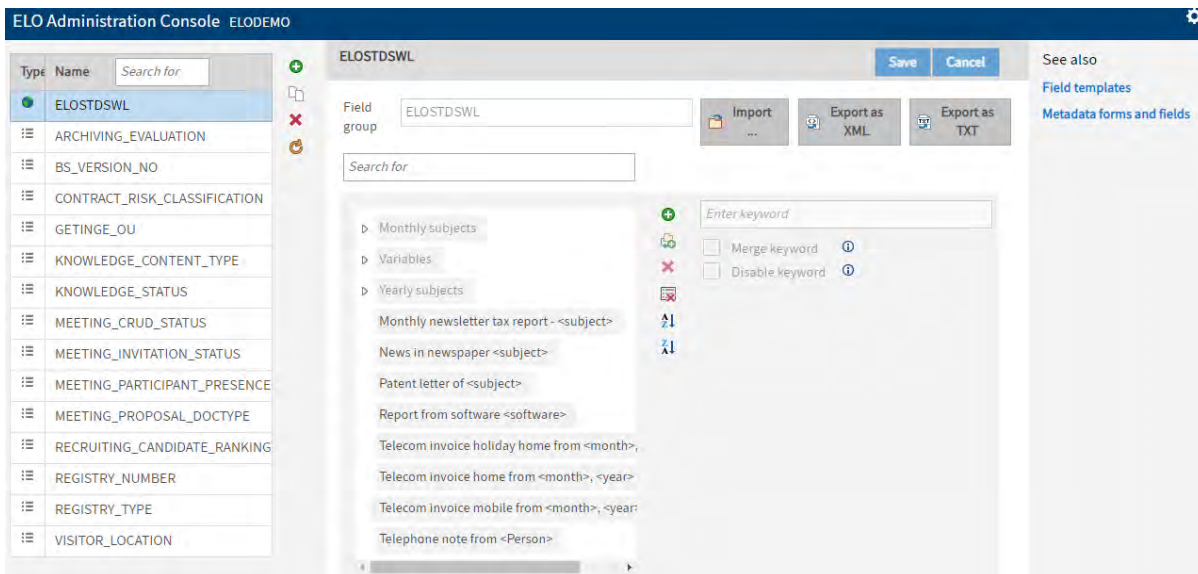 ELO Administration Console ELODEMO
Type Name Search for
ELOSTDSWL
ARCHIVING_EVALUATION
BS_VERSION_NO
CONTRACT_RISK_CLASSIFICATION
GETINGE_OU
KNOWLEDGE_CONTENT_TYPE
KNOWLEDGE_STATUS
MEETING_CRUD_STATUS
MEETING_INVITATION_STATUS
MEETING_PARTICIPANT_PRESENCE
MEETING_PROPOSAL_DOCTYPE
RECRUITING_CANDIDATE_RANKING
REGISTRY_NUMBER
REGISTRY_TYPE
VISITOR_LOCATION
ELOSTDSWL
Save Cancel
Field
group
ELOSTDSWL
Import
...
Export as
XML
Export as
TXT
Search for
Monthly subjects
Variables
Yearly subjects
Monthly newsletter tax report - <subject>
News in newspaper <subject>
Patent letter of <subject>
Report from software <software>
Telecom invoice holiday home from <month>,
Telecom invoice home from <month>, <year>
Telecom invoice mobile from <month>, <year
Telephone note from <Person>
Enter keyword
Merge keyword
Disable keyword
See also
Field templates
Metadata forms and fields